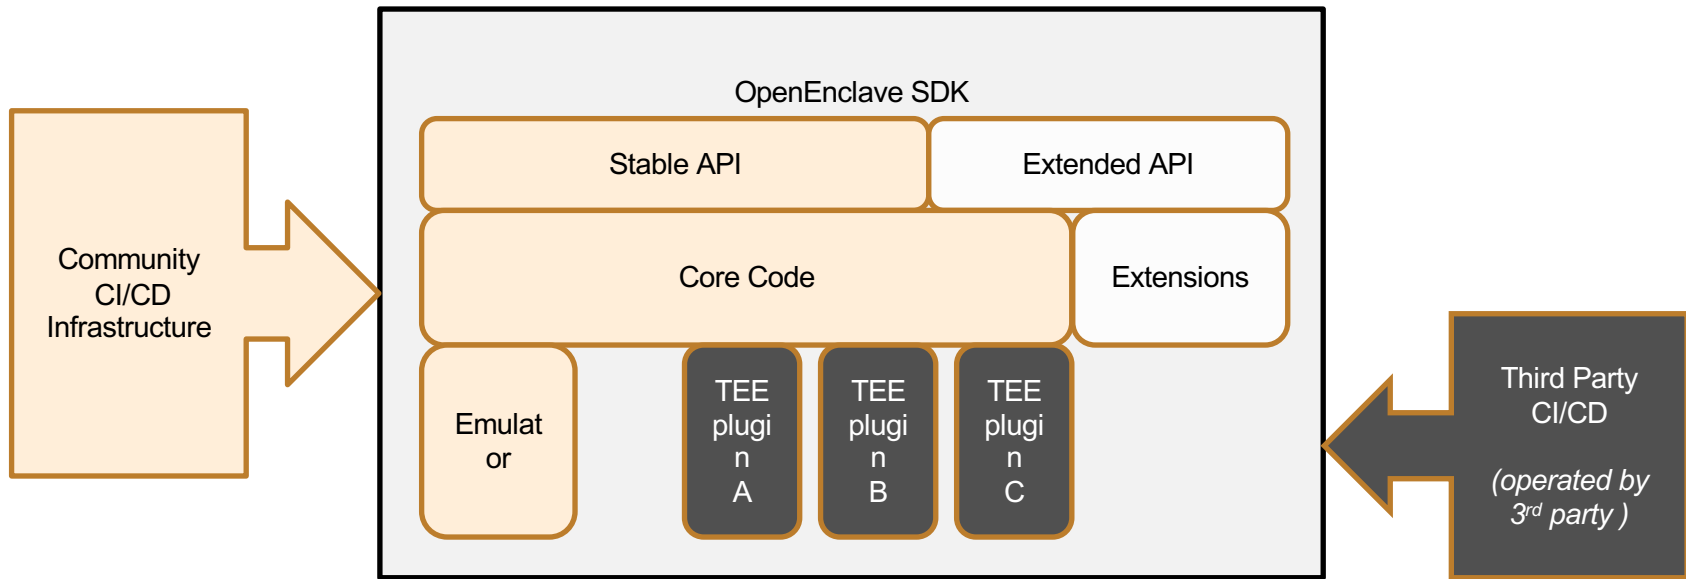 OpenEnclave SDK
Stable API
Extended API
Community
CI/CD
Infrastructure
Core Code
Extensions
Emulat
or
TEE
plugi
n
A
TEE
plugi
n
B
TEE
plugi
n
C
Third Party
CI/CD
(operated by
3rd party )